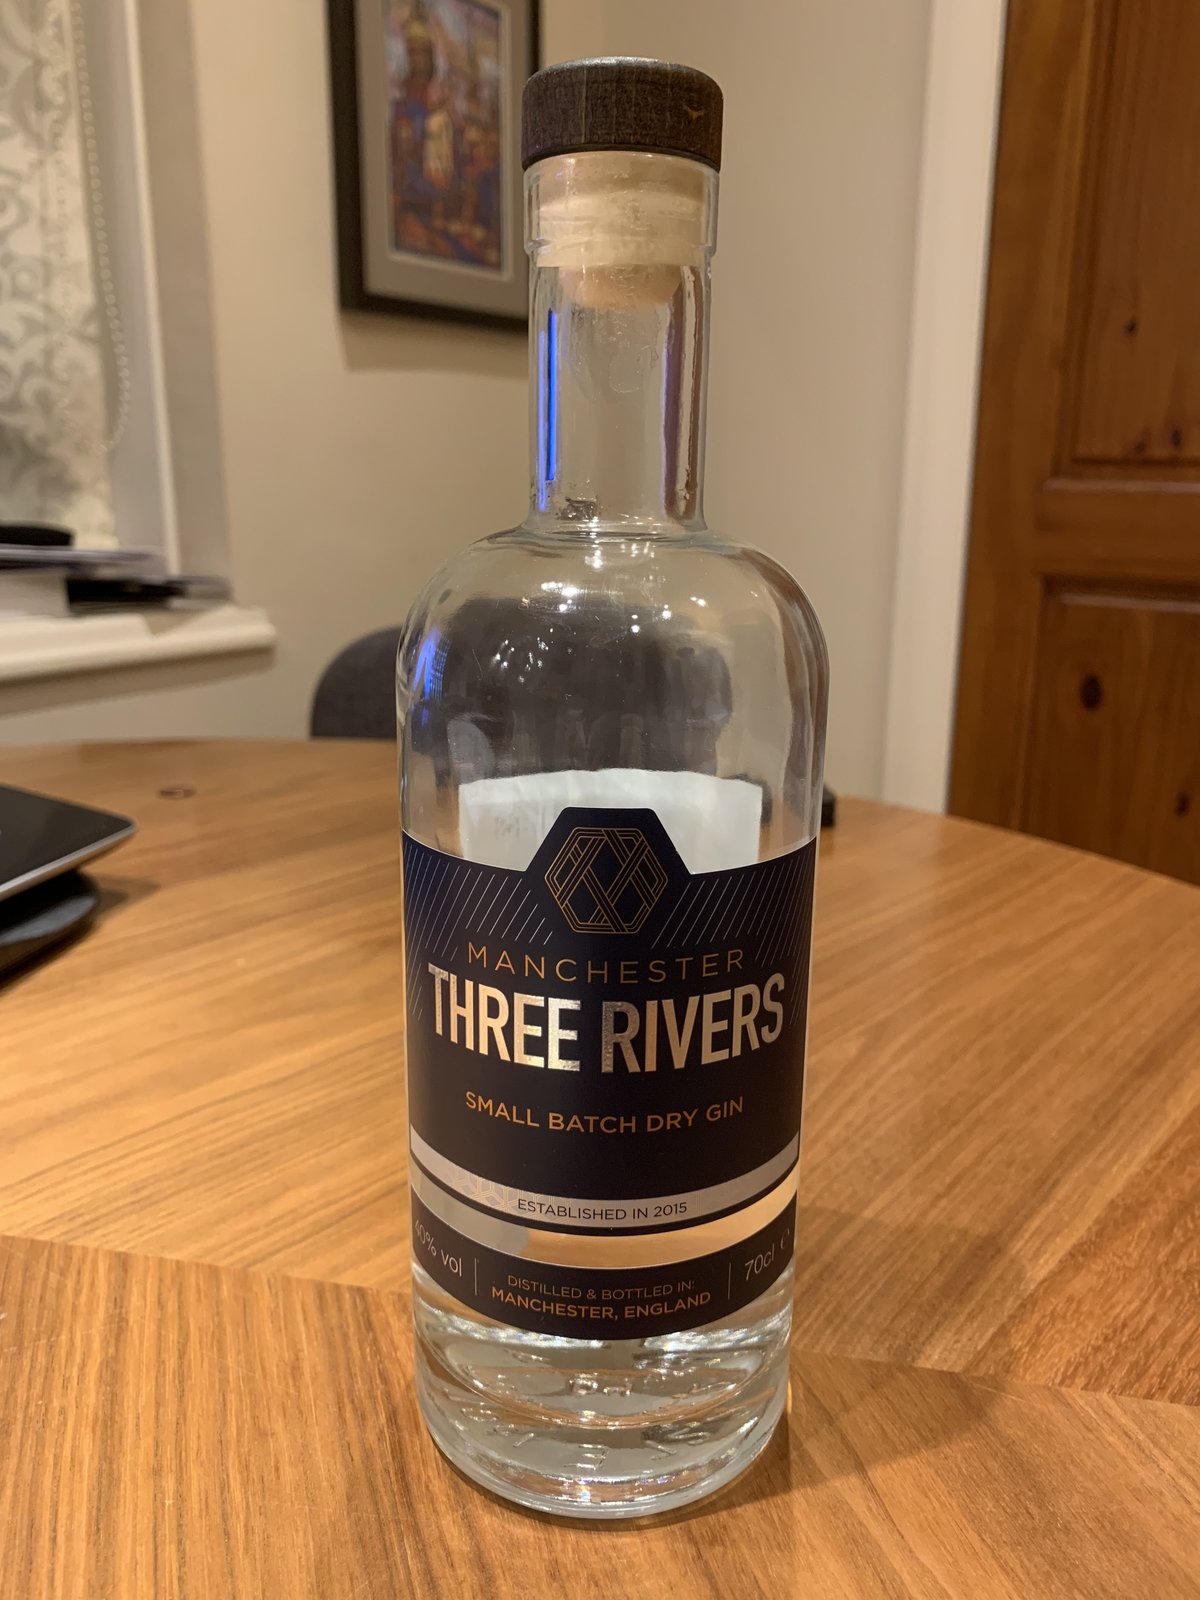 MANCHESTER
THREE RIVERS
SMALL BATCH DRY GIN
ESTABLISHED IN 2015
40% vol
DISTILLED & BOTTLED IN:
MANCHESTER, ENGLAND
70cl e